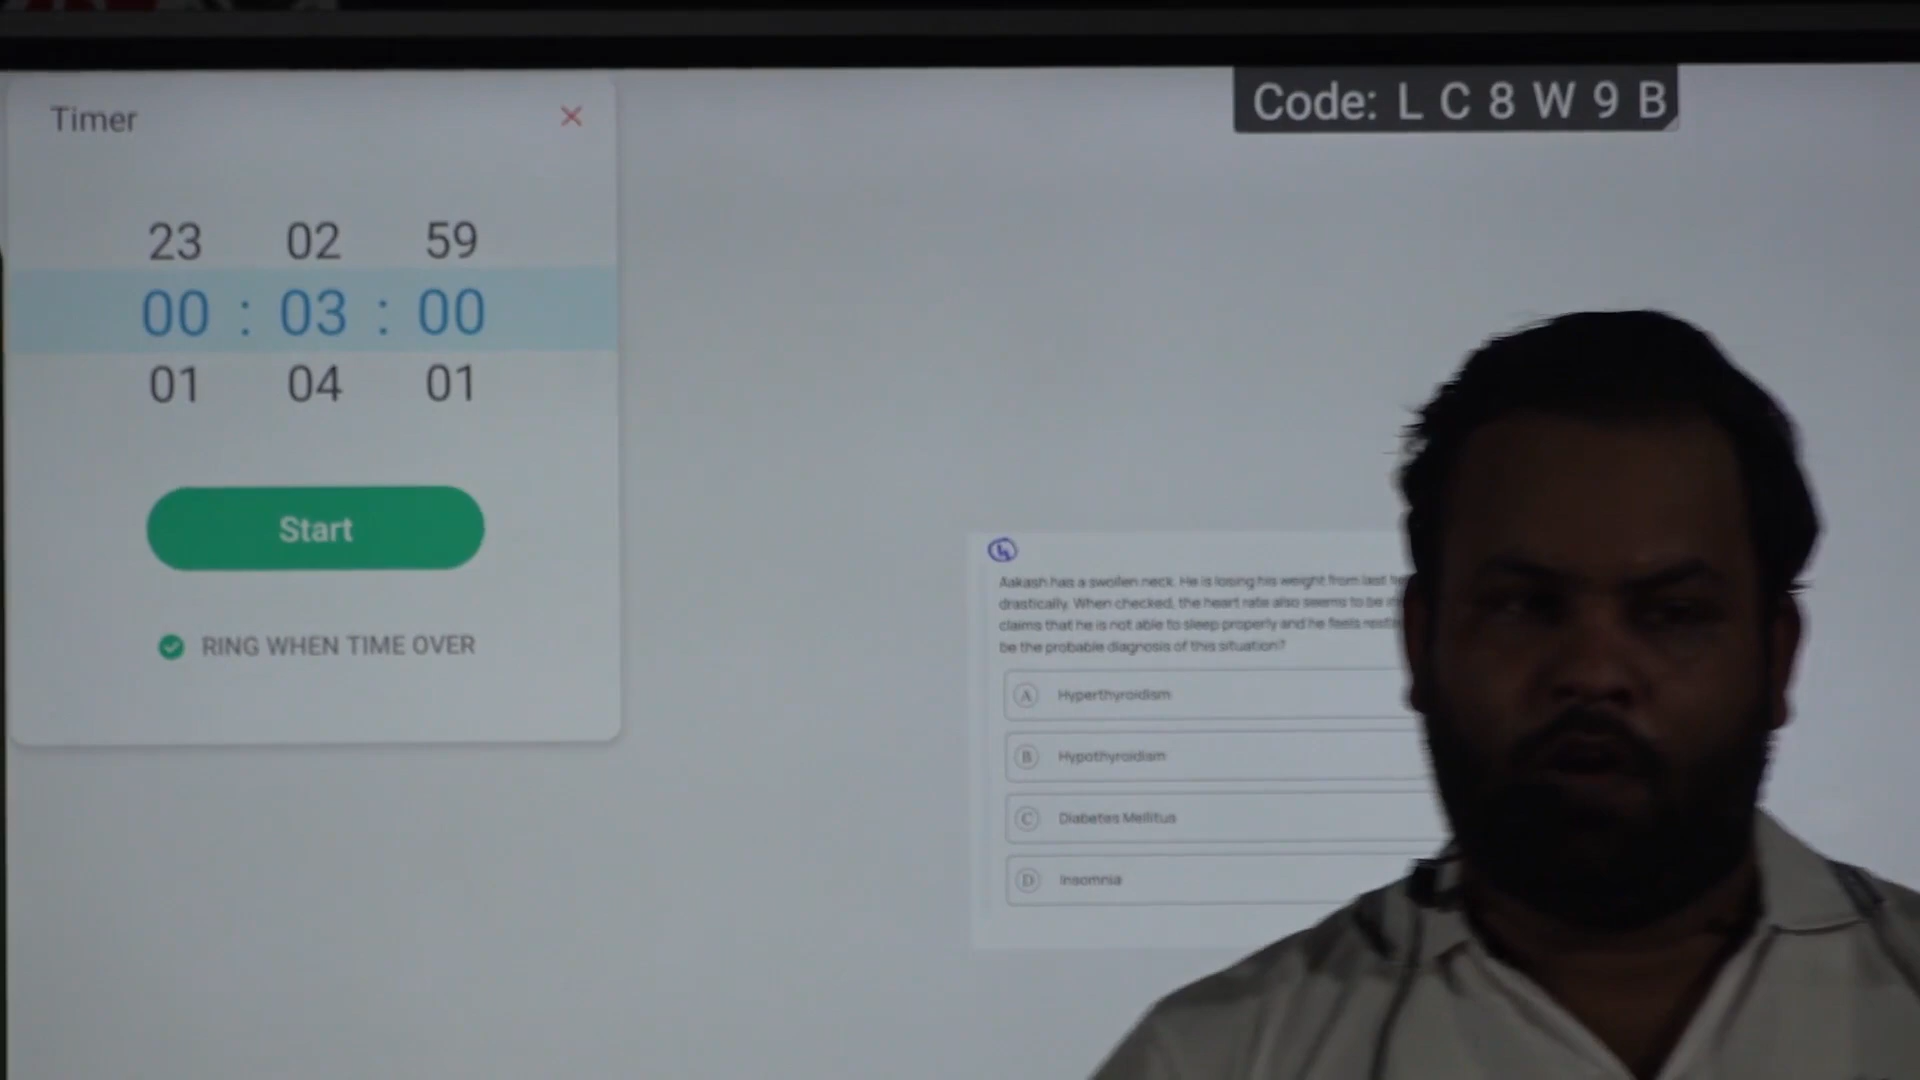 Timer
Code: L C 8 W 9 B
23 02 59
00 : 03 : 00
01 04 01
Start
RING WHEN TIME OVER
4
Aakash has a swollen neck. He is losing his weight from last
drastically. When checked, the heart rate also seems to be
claims that he is not able to sleep properly and he feels
be the probable diagnosis of this situation?
A Hyperthyroidism
B Hypothyroidism
C Diabetes Mellitus
D Insomnia